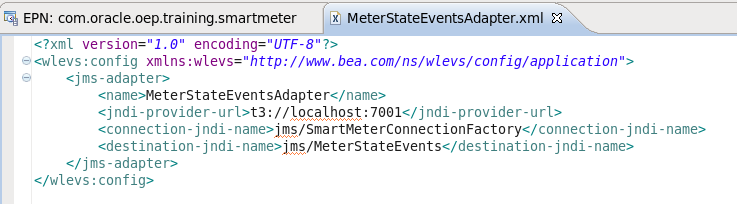 EPN: com.oracle.oep.training.smartmeter MeterStateEventsAdapter.xml
<?xml version="1.0" encoding="UTF-8"?>
<wlevs:config xmlns:wlevs="http://www.bea.com/ns/wlevs/config/application">
<jms-adapter>
<name>MeterStateEventsAdapter</name>
<jndi-provider-url>t3://localhost:7001</jndi-provider-url>
<connection-jndi-name>jms/SmartMeterConnectionFactory</connection-jndi-name>
<destination-jndi-name>jms/MeterStateEvents</destination-jndi-name>
</jms-adapter>
</wlevs:config>